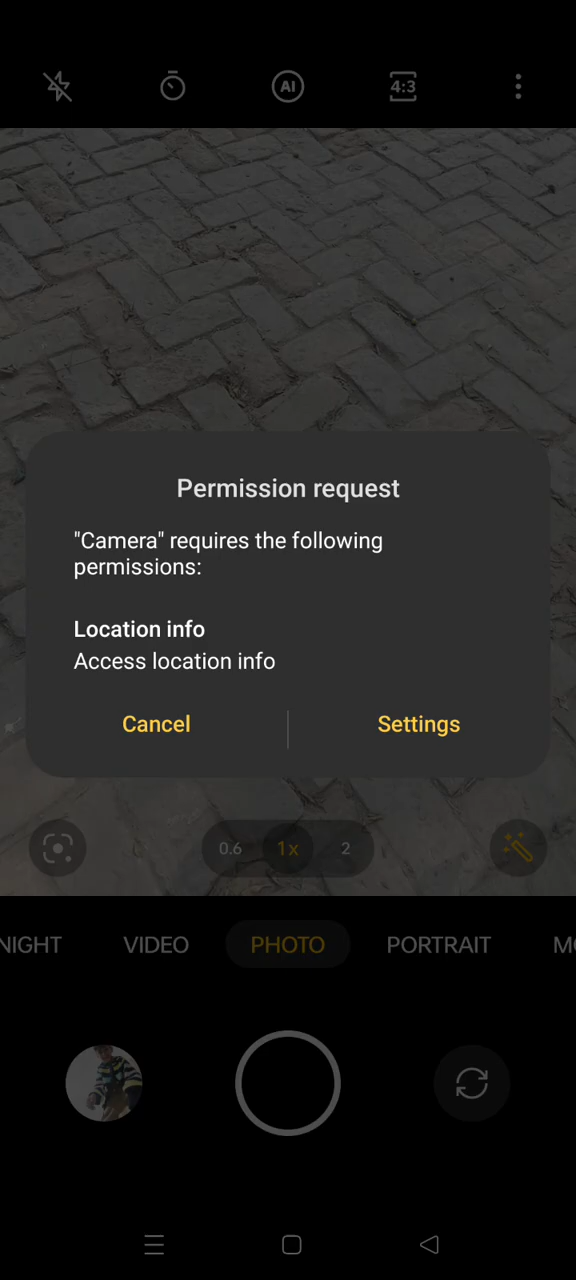 AI
4:3
Permission request
"Camera" requires the following
permissions:
Location info
Access location info
Cancel
Settings
0.6
1x
2
NIGHT
VIDEO
PHOTO
PORTRAIT